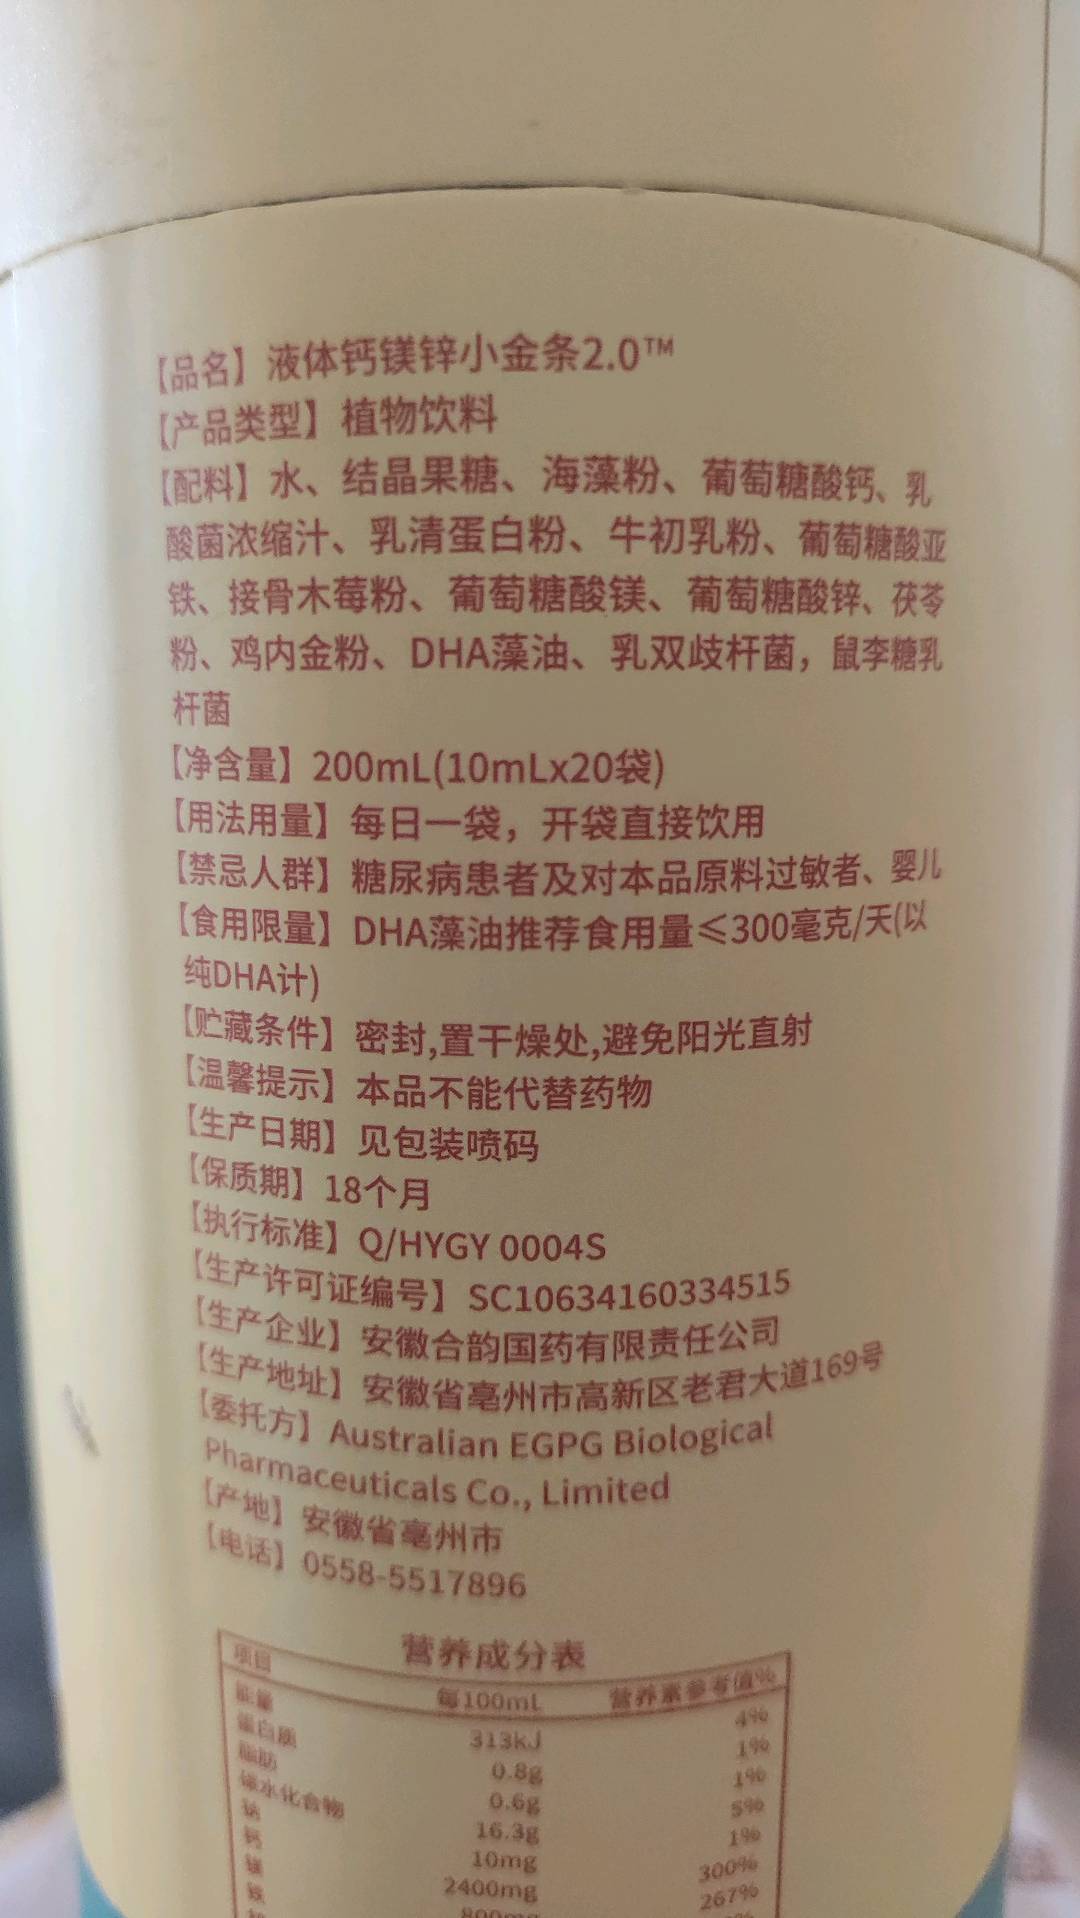 【品名】液体钙镁锌小金条2.0™
【产品类型】植物饮料
【配料】水、结晶果糖、海藻粉、葡萄糖酸钙、乳
酸菌浓缩汁、乳清蛋白粉、牛初乳粉、葡萄糖酸亚
铁、接骨木莓粉、葡萄糖酸镁、葡萄糖酸锌、茯苓
粉、鸡内金粉、DHA藻油、乳双歧杆菌，鼠李糖乳
杆菌
【净含量】200mL(10mLx20袋)
【用法用量】每日一袋，开袋直接饮用
【禁忌人群】糖尿病患者及对本品原料过敏者、婴儿
【食用限量】DHA藻油推荐食用量≤300毫克/天(以
纯DHA计)
【贮藏条件】密封,置干燥处,避免阳光直射
【温馨提示】本品不能代替药物
【生产日期】见包装喷码
【保质期】18个月
【执行标准】Q/HYGY 0004S
【生产许可证编号】SC10634160334515
【生产企业】安徽合韵国药有限责任公司
【生产地址】安徽省亳州市高新区老君大道169号
【委托方】Australian EGPG Biological
Pharmaceuticals Co., Limited
【产地】安徽省亳州市
【电话】0558-5517896
营养成分表
项目 每100mL 营养素参考值%
能量 313kJ 4%
蛋白质 0.8g 1%
脂肪 0.6g 1%
碳水化合物 16.3g 5%
钠 10mg 1%
钙 2400mg 300%
镁 800mg 267%
铁